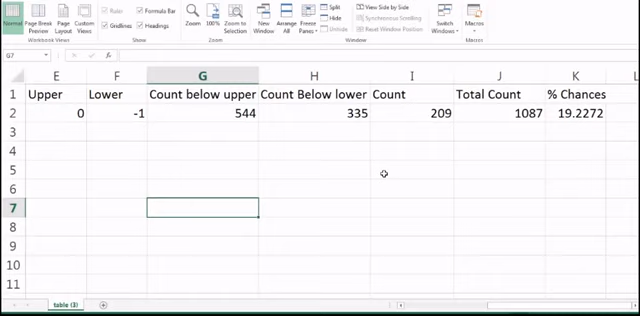 Normal Page Break Page Custom
Preview Layout Views
Workbook Views
Ruler Formula Bar
Gridlines Headings
Show
Zoom 100% Zoom to
Selection
Zoom
New Arrange Freeze
Window All Panes
Split
Hide
Unhide
View Side by Side
Synchronous Scrolling
Reset Window Position
Window
Switch
Windows
Macros
Macros
G7
fx
E F G H I J K L
1 Upper Lower Count below upper Count Below lower Count Total Count % Chances
2 0 -1 544 335 209 1087 19.2272
3
4
5
6
7
8
9
10
11
table (3)